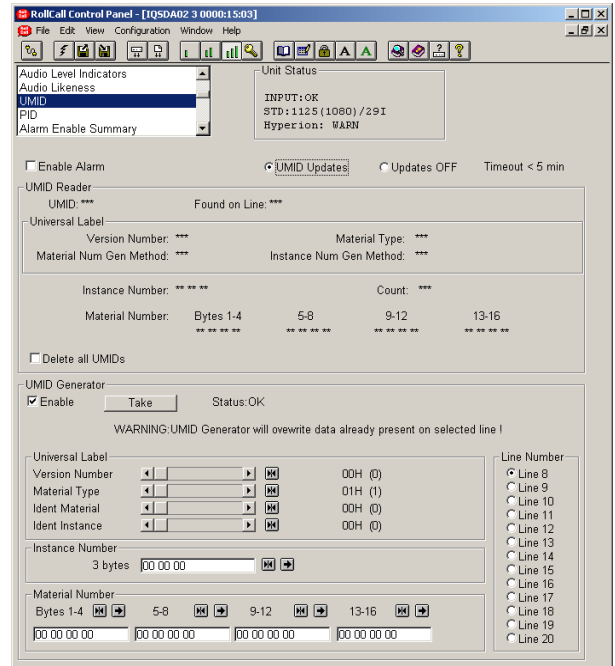 RollCall Control Panel - [IQSDA02 3 0000:15:03]
File Edit View Configuration Window Help
A A
Audio Level Indicators
Audio Likeness
UMID
PID
Alarm Enable Summary
Unit Status
INPUT:OK
STD:1125(1080)/29I
Hyperion: WARN
Enable Alarm UMID Updates Updates OFF Timeout < 5 min
UMID Reader
UMID: *** Found on Line: ***
Universal Label
Version Number: *** Material Type: ***
Material Num Gen Method: *** Instance Num Gen Method: ***
Instance Number: ** ** ** Count: ***
Material Number: Bytes 1-4 5-8 9-12 13-16
** ** ** ** ** ** ** ** ** ** ** ** ** ** ** **
Delete all UMIDs
UMID Generator
Enable Take Status:OK
WARNING:UMID Generator will ovewrite data already present on selected line !
Universal Label
Version Number 00H (0)
Material Type 01H (1)
Ident Material 00H (0)
Ident Instance 00H (0)
Instance Number
3 bytes 00 00 00
Material Number
Bytes 1-4 5-8 9-12 13-16
00 00 00 00 00 00 00 00 00 00 00 00 00 00 00 00
Line Number
Line 8
Line 9
Line 10
Line 11
Line 12
Line 13
Line 14
Line 15
Line 16
Line 17
Line 18
Line 19
Line 20